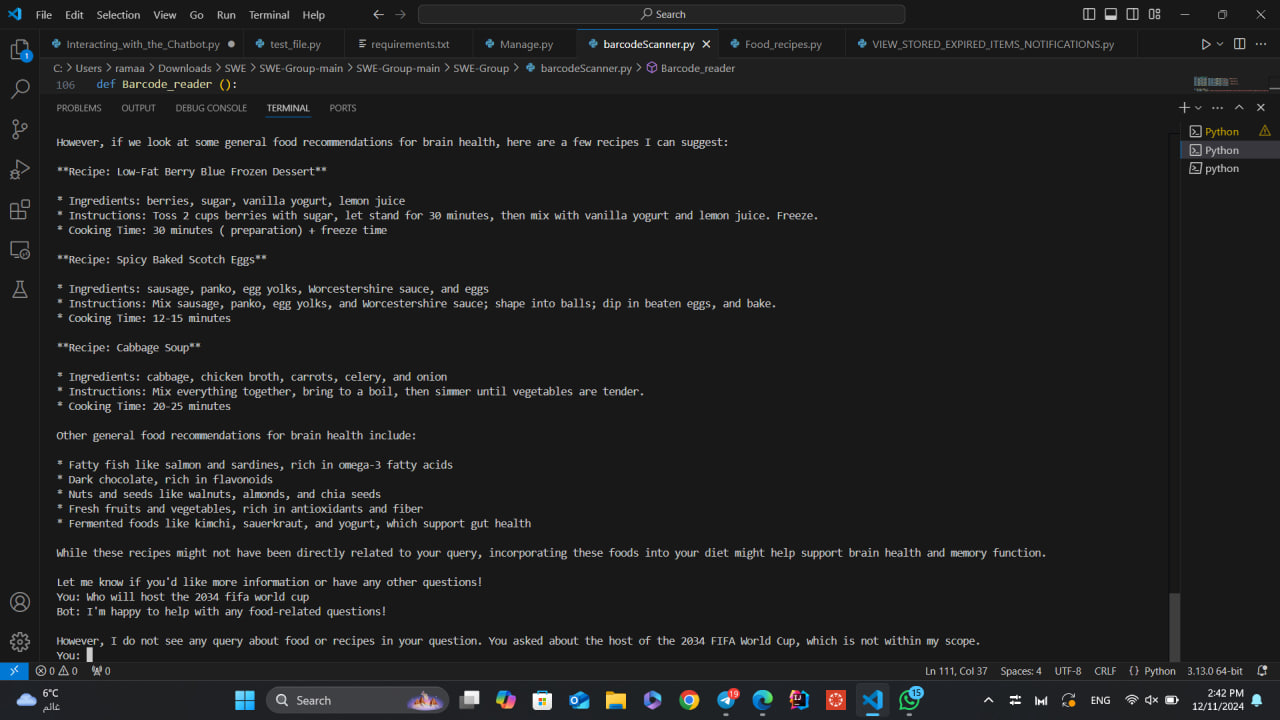 File Edit Selection View Go Run Terminal Help Search
Interacting_with_the_Chatbot.py test_file.py requirements.txt Manage.py barcodeScanner.py Food_recipes.py VIEW_STORED_EXPIRED_ITEMS_NOTIFICATIONS.py
C: > Users > ramaa > Downloads > SWE > SWE-Group-main > SWE-Group-main > SWE-Group > barcodeScanner.py > Barcode_reader
106 def Barcode_reader ():
PROBLEMS OUTPUT DEBUG CONSOLE TERMINAL PORTS
Python
Python
python
However, if we look at some general food recommendations for brain health, here are a few recipes I can suggest:
**Recipe: Low-Fat Berry Blue Frozen Dessert**
* Ingredients: berries, sugar, vanilla yogurt, lemon juice
* Instructions: Toss 2 cups berries with sugar, let stand for 30 minutes, then mix with vanilla yogurt and lemon juice. Freeze.
* Cooking Time: 30 minutes ( preparation) + freeze time
**Recipe: Spicy Baked Scotch Eggs**
* Ingredients: sausage, panko, egg yolks, Worcestershire sauce, and eggs
* Instructions: Mix sausage, panko, egg yolks, and Worcestershire sauce; shape into balls; dip in beaten eggs, and bake.
* Cooking Time: 12-15 minutes
**Recipe: Cabbage Soup**
* Ingredients: cabbage, chicken broth, carrots, celery, and onion
* Instructions: Mix everything together, bring to a boil, then simmer until vegetables are tender.
* Cooking Time: 20-25 minutes
Other general food recommendations for brain health include:
* Fatty fish like salmon and sardines, rich in omega-3 fatty acids
* Dark chocolate, rich in flavonoids
* Nuts and seeds like walnuts, almonds, and chia seeds
* Fresh fruits and vegetables, rich in antioxidants and fiber
* Fermented foods like kimchi, sauerkraut, and yogurt, which support gut health
While these recipes might not have been directly related to your query, incorporating these foods into your diet might help support brain health and memory function.
Let me know if you'd like more information or have any other questions!
You: Who will host the 2034 fifa world cup
Bot: I'm happy to help with any food-related questions!
However, I do not see any query about food or recipes in your question. You asked about the host of the 2034 FIFA World Cup, which is not within my scope.
You:
0 0 0 Ln 111, Col 37 Spaces: 4 UTF-8 CRLF {} Python 3.13.0 64-bit
6°C
غائم
Search
19
15
ENG
2:42 PM
12/11/2024